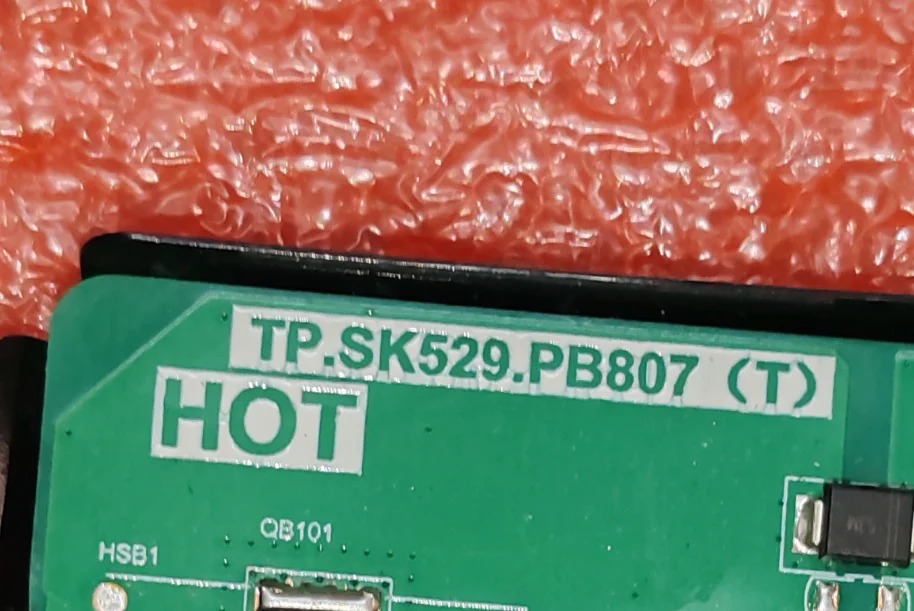 TP.SK529.PB807 (T)
HOT
QB101
HSB1